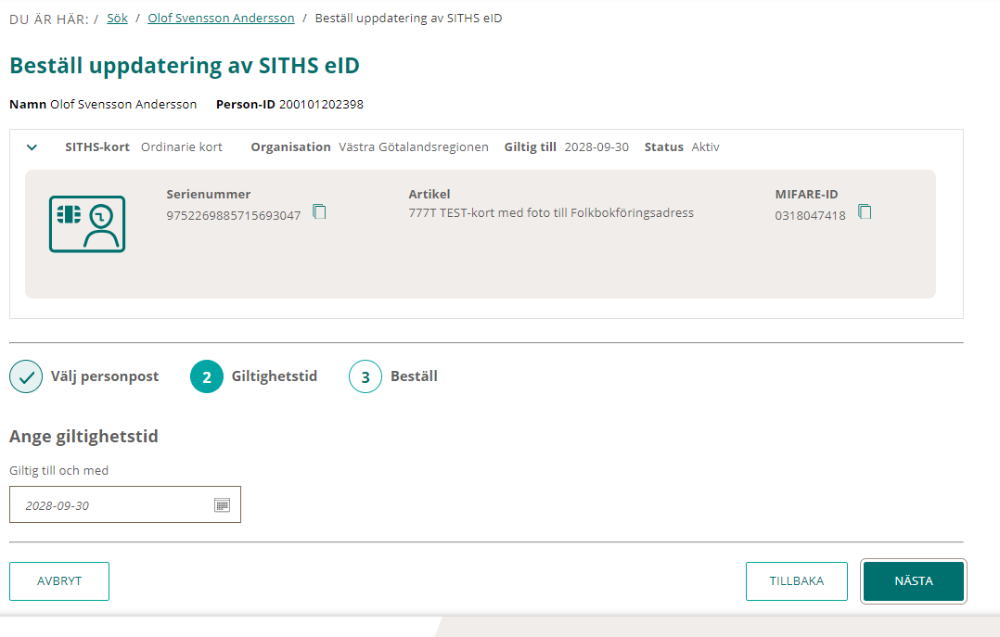 DU ÄR HÄR: / Sök / Olof Svensson Andersson / Beställ uppdatering av SITHS eID
Beställ uppdatering av SITHS eID
Namn Olof Svensson Andersson Person-ID 200101202398
SITHS-kort Ordinarie kort Organisation Västra Götalandsregionen Giltig till 2028-09-30 Status Aktiv
Serienummer Artikel MIFARE-ID
9752269885715693047 777T TEST-kort med foto till Folkbokföringsadress 0318047418
Välj personpost 2 Giltighetstid 3 Beställ
Ange giltighetstid
Giltig till och med
2028-09-30
AVBRYT TILLBAKA NÄSTA